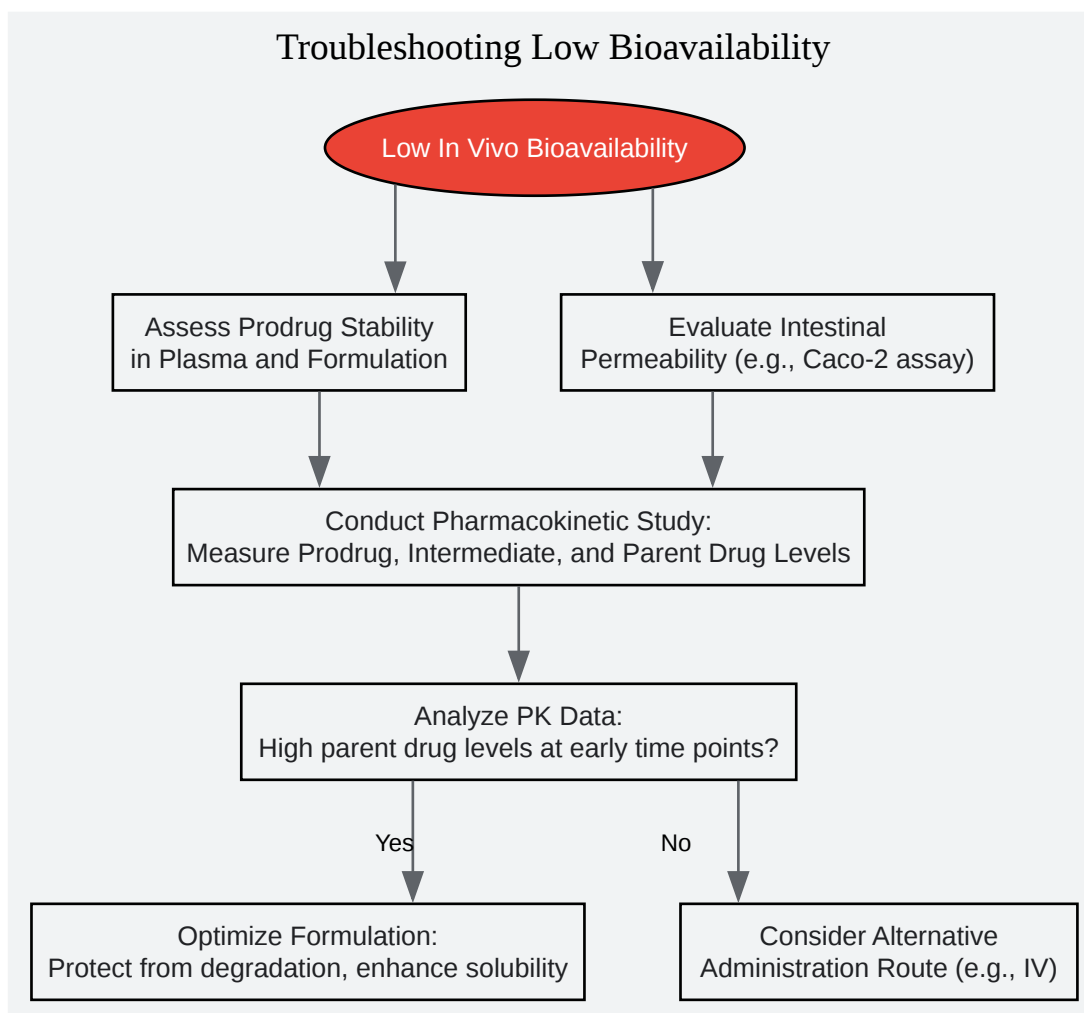 Troubleshooting Low Bioavailability
Low In Vivo Bioavailability
Assess Prodrug Stability
in Plasma and Formulation
Evaluate Intestinal
Permeability (e.g., Caco-2 assay)
Conduct Pharmacokinetic Study:
Measure Prodrug, Intermediate, and Parent Drug Levels
Analyze PK Data:
High parent drug levels at early time points?
Yes
No
Optimize Formulation:
Protect from degradation, enhance solubility
Consider Alternative
Administration Route (e.g., IV)